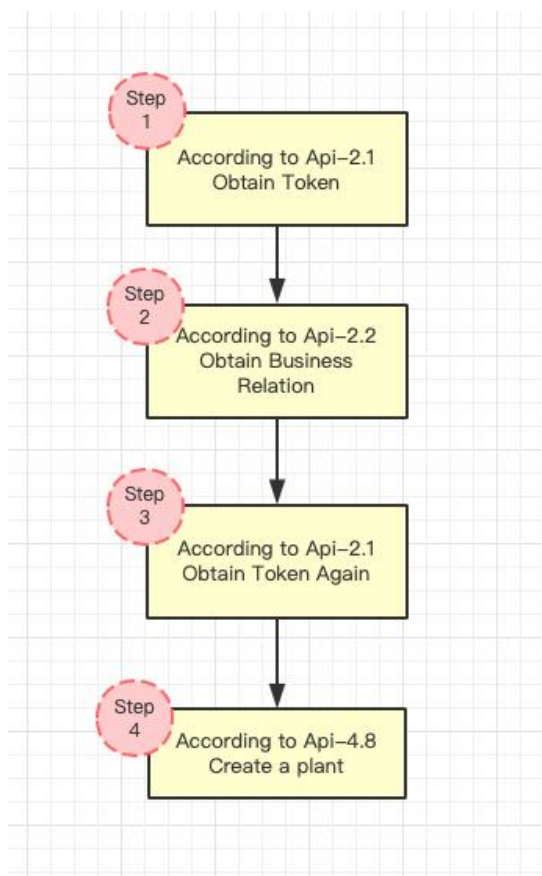 Step
1
According to Api-2.1
Obtain Token
Step
2
According to Api-2.2
Obtain Business
Relation
Step
3
According to Api-2.1
Obtain Token Again
Step
4
According to Api-4.8
Create a plant